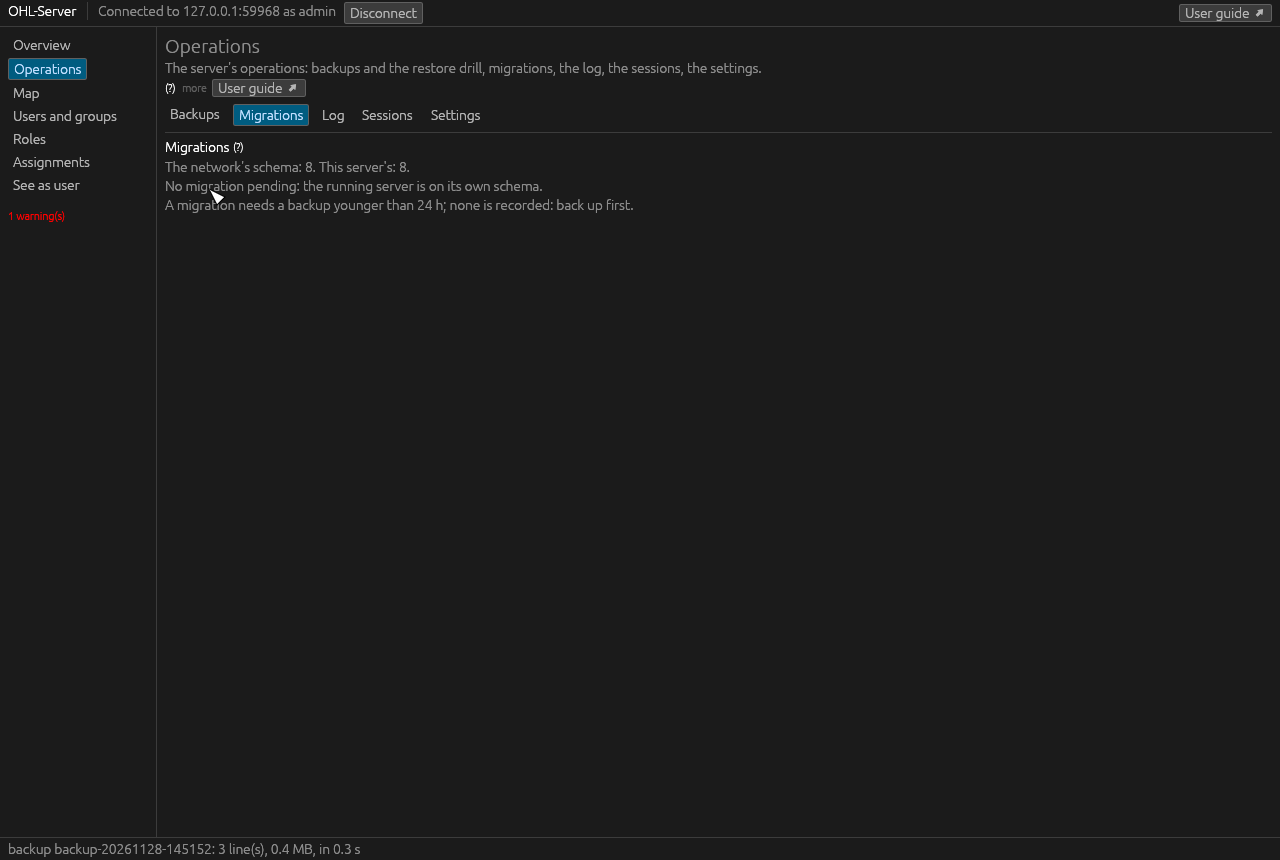 OHL-Server
Connected to 127.0.0.1:59968 as admin
Disconnect
User guide
Overview
Operations
Map
Users and groups
Roles
Assignments
See as user
1 warning(s)
Operations
The server's operations: backups and the restore drill, migrations, the log, the sessions, the settings.
(?) more User guide
Backups Migrations Log Sessions Settings
Migrations (?)
The network's schema: 8. This server's: 8.
No migration pending: the running server is on its own schema.
A migration needs a backup younger than 24 h; none is recorded: back up first.
backup backup-20261128-145152: 3 line(s), 0.4 MB, in 0.3 s